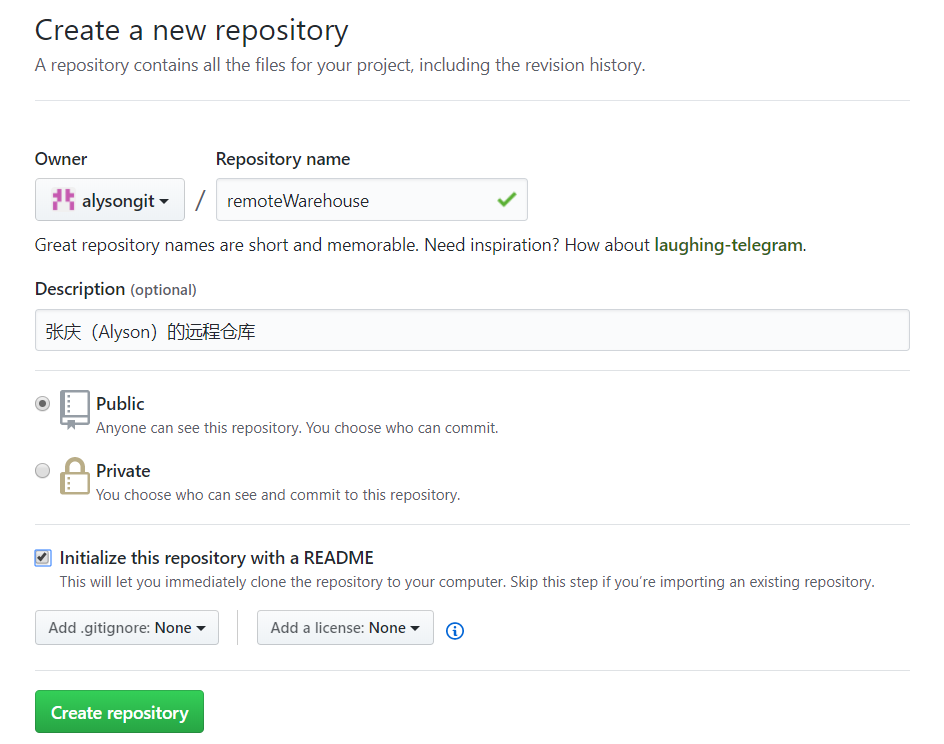 Create a new repository
A repository contains all the files for your project, including the revision history.
Owner
Repository name
alysongit
/
remoteWarehouse
Great repository names are short and memorable. Need inspiration? How about laughing-telegram.
Description (optional)
张庆（Alyson）的远程仓库
Public
Anyone can see this repository. You choose who can commit.
Private
You choose who can see and commit to this repository.
Initialize this repository with a README
This will let you immediately clone the repository to your computer. Skip this step if you’re importing an existing repository.
Add .gitignore: None
Add a license: None
Create repository